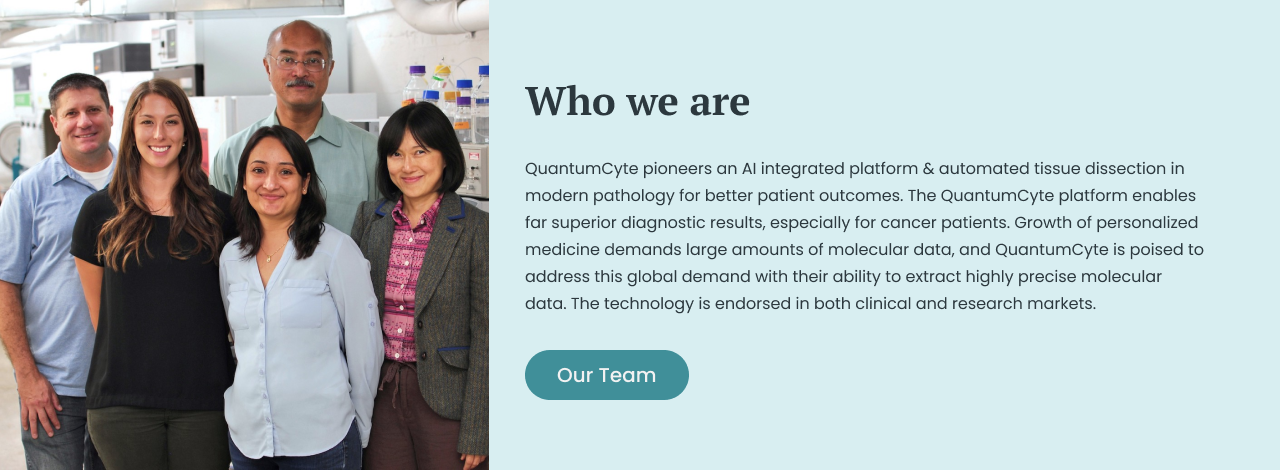 Who we are
QuantumCyte pioneers an AI integrated platform & automated tissue dissection in
modern pathology for better patient outcomes. The QuantumCyte platform enables
far superior diagnostic results, especially for cancer patients. Growth of personalized
medicine demands large amounts of molecular data, and QuantumCyte is poised to
address this global demand with their ability to extract highly precise molecular
data. The technology is endorsed in both clinical and research markets.
Our Team